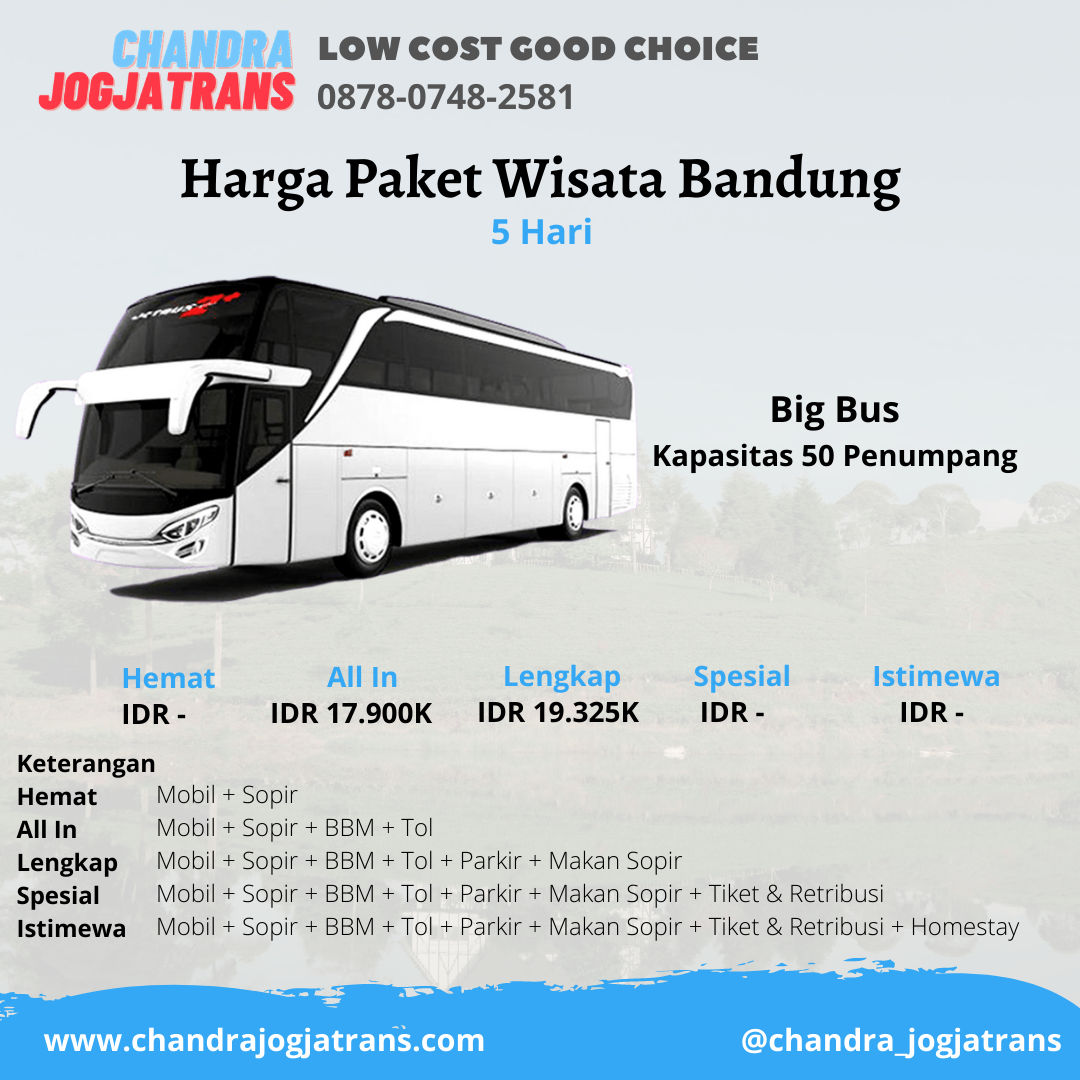 CHANDRA
JOGJATRANS
LOW COST GOOD CHOICE
0878-0748-2581
Harga Paket Wisata Bandung
5 Hari
Big Bus
Kapasitas 50 Penumpang
Hemat All In Lengkap Spesial Istimewa
IDR - IDR 17.900K IDR 19.325K IDR - IDR -
Keterangan
Hemat Mobil + Sopir
All In Mobil + Sopir + BBM + Tol
Lengkap Mobil + Sopir + BBM + Tol + Parkir + Makan Sopir
Spesial Mobil + Sopir + BBM + Tol + Parkir + Makan Sopir + Tiket & Retribusi
Istimewa Mobil + Sopir + BBM + Tol + Parkir + Makan Sopir + Tiket & Retribusi + Homestay
www.chandrajogjatrans.com
@chandra_jogjatrans